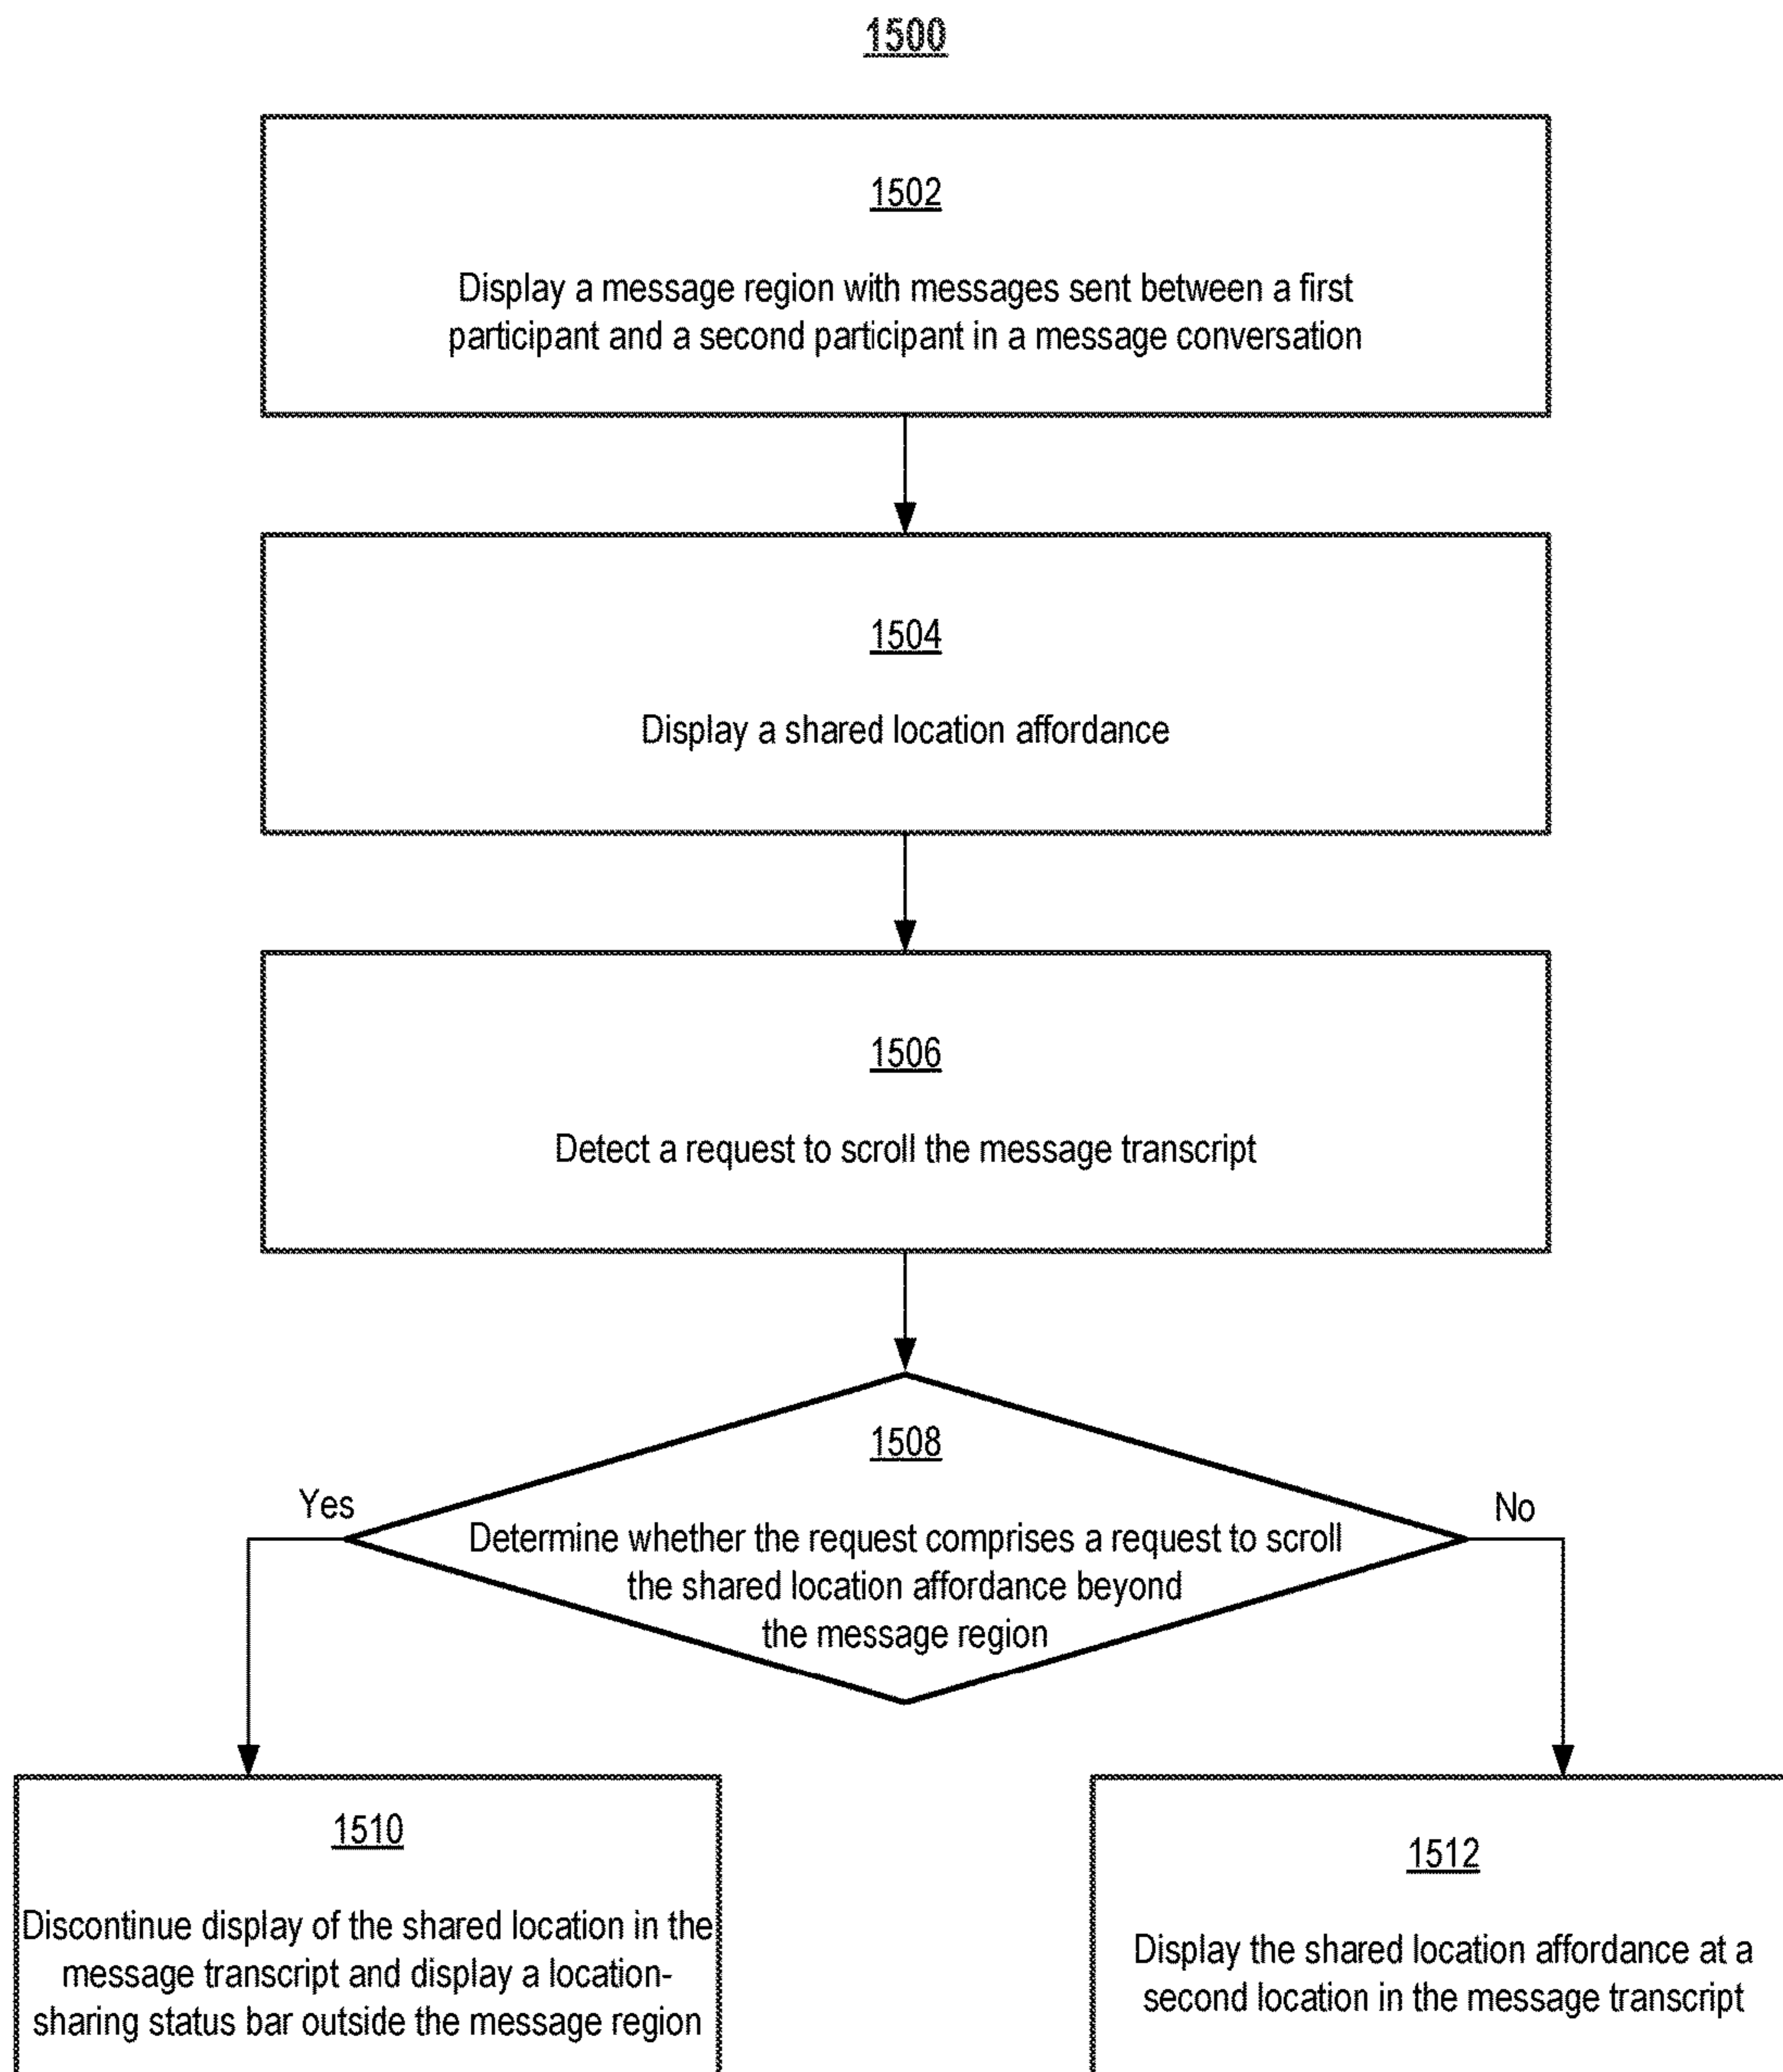 1500
1502
Display a message region with messages sent between a first
participant and a second participant in a message conversation
1504
Display a shared location affordance
1506
Detect a request to scroll the message transcript
1508
Yes
No
Determine whether the request comprises a request to scroll
the shared location affordance beyond
the message region
1510
Discontinue display of the shared location in the
message transcript and display a location-
sharing status bar outside the message region
1512
Display the shared location affordance at a
second location in the message transcript